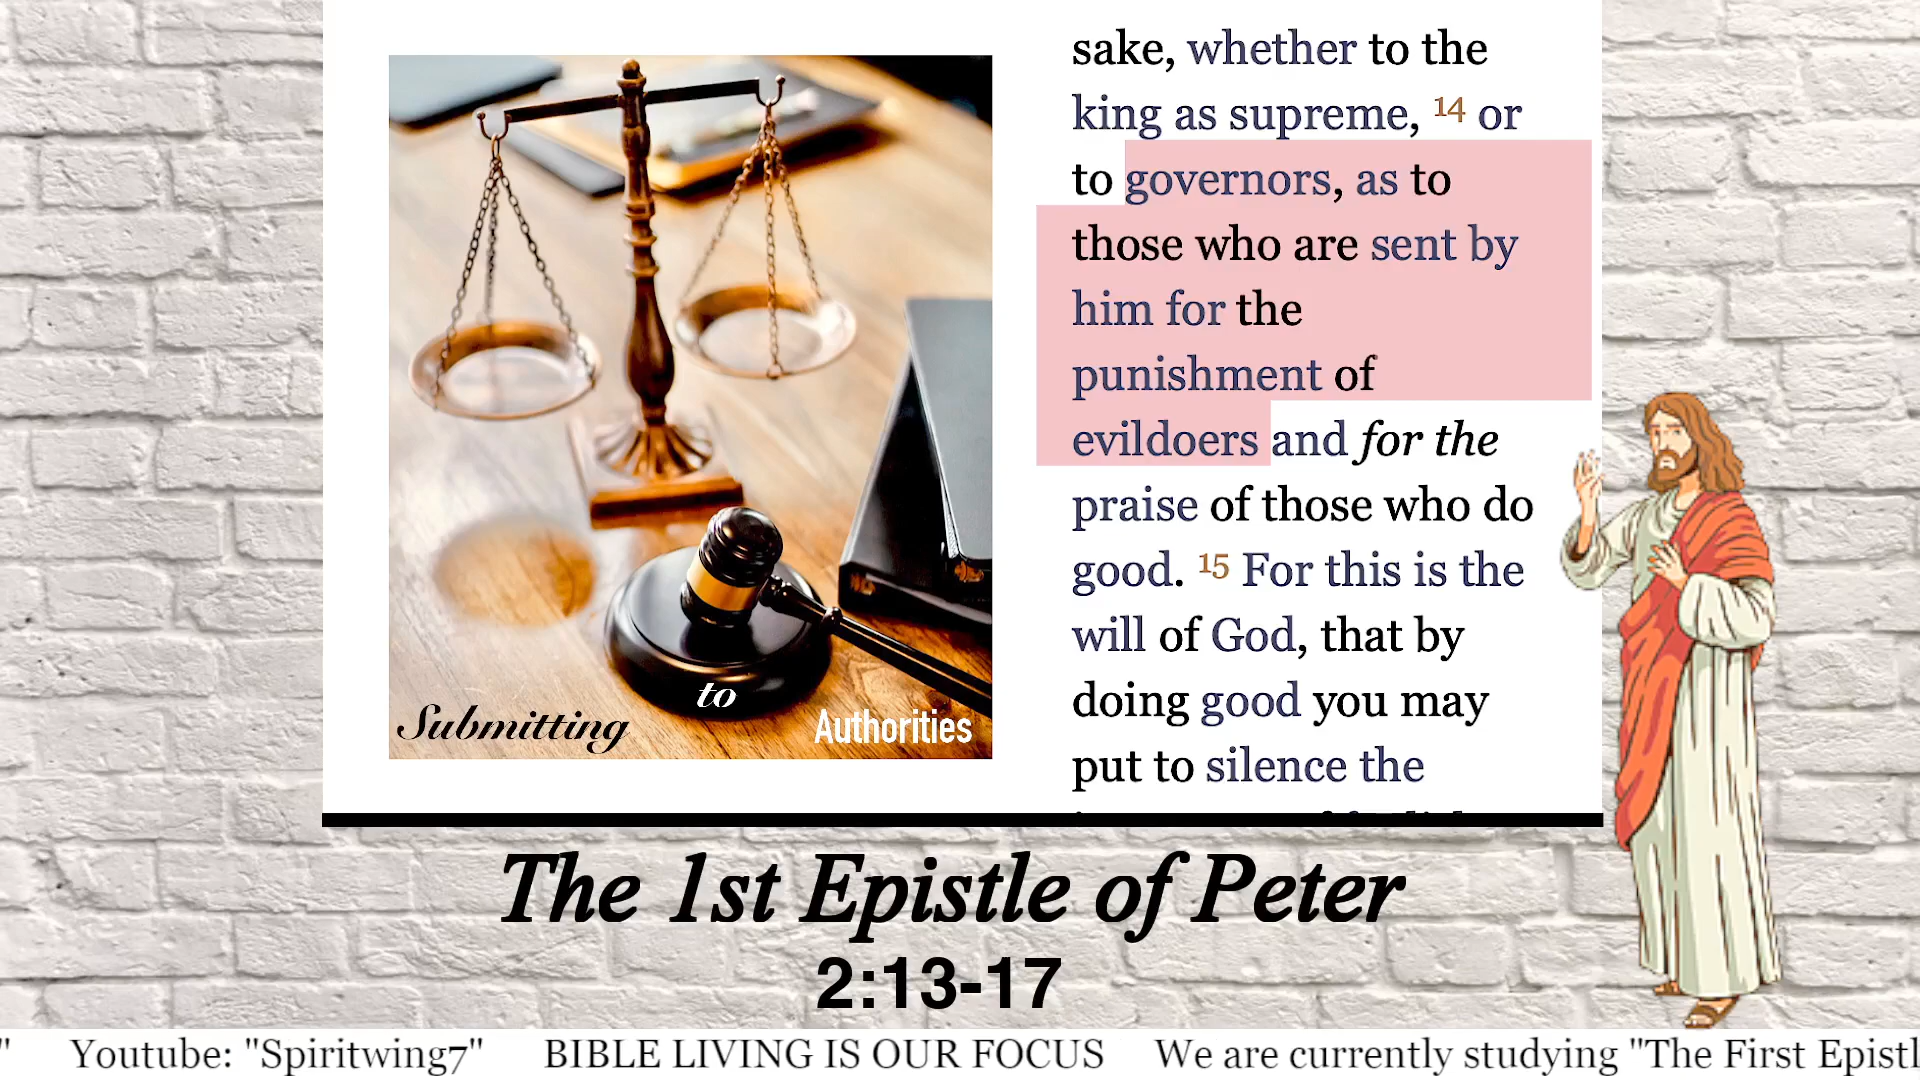 sake, whether to the
king as supreme, 14 or
to governors, as to
those who are sent by
him for the
punishment of
evildoers and for the
praise of those who do
good. 15 For this is the
will of God, that by
doing good you may
put to silence the
Submitting to Authorities
The 1st Epistle of Peter
2:13-17
" Youtube: "Spiritwing7" BIBLE LIVING IS OUR FOCUS We are currently studying "The First Epistl